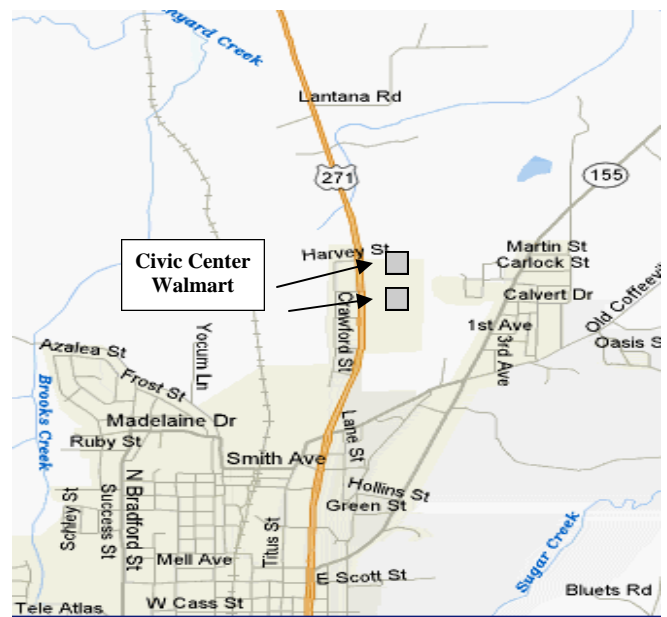 nyard Creek
Lantana Rd
271
155
Harvey St
Martin St
Carlock St
Civic Center
Walmart
Calvert Dr
Old Coffeevil
Crawford St
1st Ave
3rd Ave
Oasis S
Yocum Ln
Azalea St
Frost St
Brooks Creek
Madelaine Dr
Lane St
Ruby St
Smith Ave
Hollins St
Green St
Schley St
Success St
N Bradford St
Titus St
Mell Ave
Sugar Creek
E Scott St
Bluets Rd
Tele Atlas
W Cass St